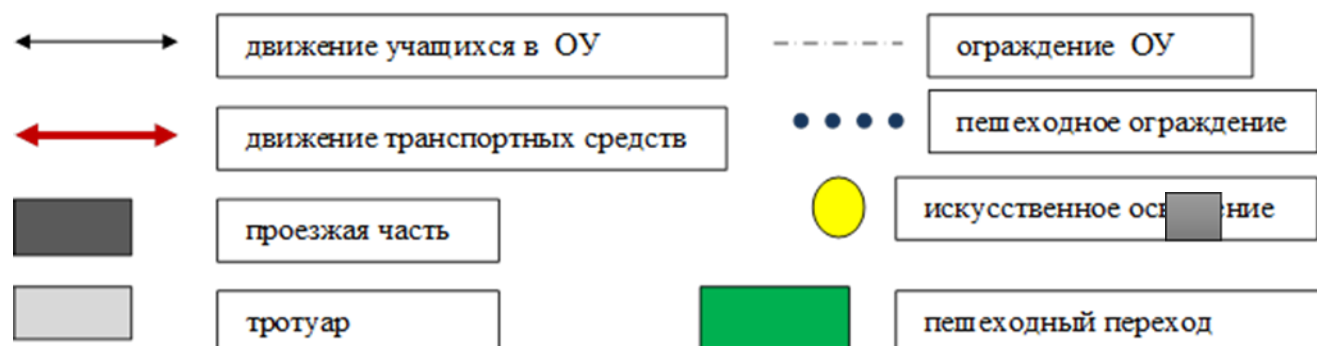 движение учащихся в ОУ
ограждение ОУ
движение транспортных средств
пешеходное ограждение
проезжая часть
искусственное
тротуар
пешеходный переход